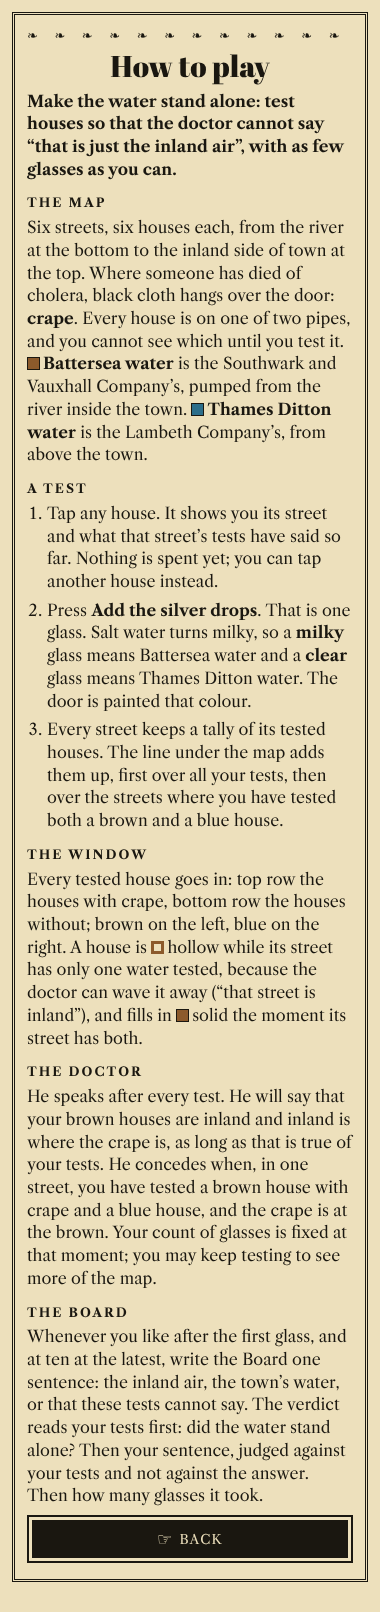 How to play
Make the water stand alone: test
houses so that the doctor cannot say
“that is just the inland air”, with as few
glasses as you can.
THE MAP
Six streets, six houses each, from the river
at the bottom to the inland side of town at
the top. Where someone has died of
cholera, black cloth hangs over the door:
crape. Every house is on one of two pipes,
and you cannot see which until you test it.
Battersea water is the Southwark and
Vauxhall Company’s, pumped from the
river inside the town. Thames Ditton
water is the Lambeth Company’s, from
above the town.
A TEST
1. Tap any house. It shows you its street
and what that street’s tests have said so
far. Nothing is spent yet; you can tap
another house instead.
2. Press Add the silver drops. That is one
glass. Salt water turns milky, so a milky
glass means Battersea water and a clear
glass means Thames Ditton water. The
door is painted that colour.
3. Every street keeps a tally of its tested
houses. The line under the map adds
them up, first over all your tests, then
over the streets where you have tested
both a brown and a blue house.
THE WINDOW
Every tested house goes in: top row the
houses with crape, bottom row the houses
without; brown on the left, blue on the
right. A house is hollow while its street
has only one water tested, because the
doctor can wave it away (“that street is
inland”), and fills in solid the moment its
street has both.
THE DOCTOR
He speaks after every test. He will say that
your brown houses are inland and inland is
where the crape is, as long as that is true of
your tests. He concedes when, in one
street, you have tested a brown house with
crape and a blue house, and the crape is at
the brown. Your count of glasses is fixed at
that moment; you may keep testing to see
more of the map.
THE BOARD
Whenever you like after the first glass, and
at ten at the latest, write the Board one
sentence: the inland air, the town’s water,
or that these tests cannot say. The verdict
reads your tests first: did the water stand
alone? Then your sentence, judged against
your tests and not against the answer.
Then how many glasses it took.
☞ BACK